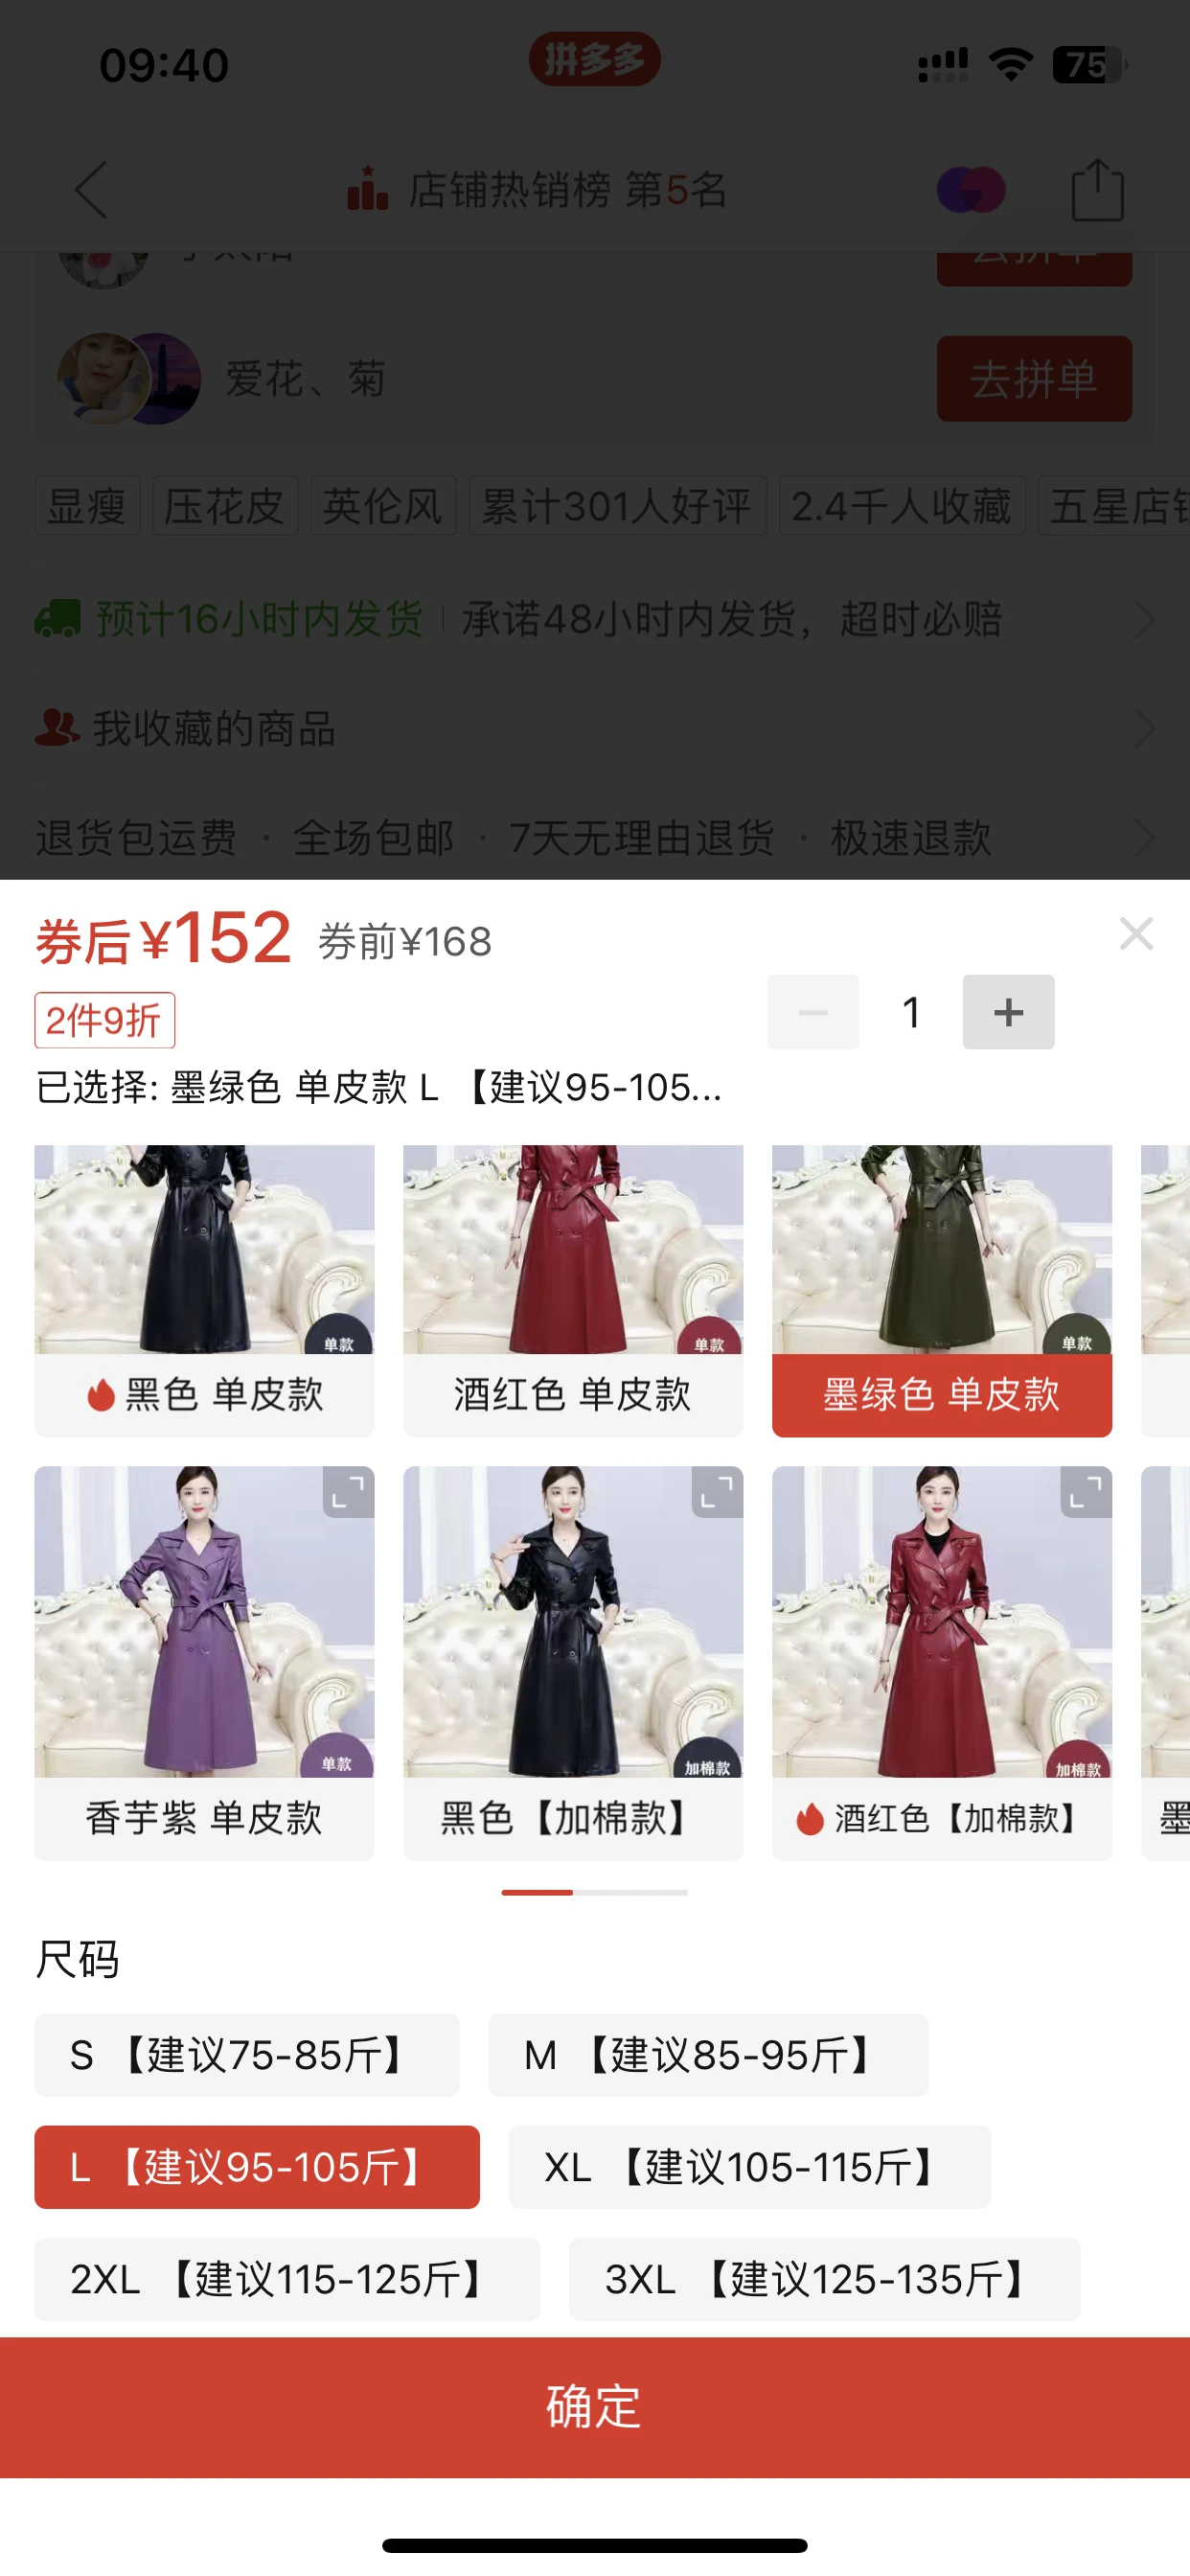 09:40
拼多多
75
店铺热销榜 第5名
去拼单
爱花、菊
去拼单
显瘦
压花皮
英伦风
累计301人好评
2.4千人收藏
五星店铺
预计16小时内发货
承诺48小时内发货，超时必赔
我收藏的商品
退货包运费 · 全场包邮 · 7天无理由退货 · 极速退款
券后¥152 券前¥168
2件9折
1
已选择: 墨绿色 单皮款 L 【建议95-105...
单款
单款
单款
黑色 单皮款
酒红色 单皮款
墨绿色 单皮款
单款
加棉款
加棉款
香芋紫 单皮款
黑色【加棉款】
酒红色【加棉款】
墨
尺码
S 【建议75-85斤】
M 【建议85-95斤】
L 【建议95-105斤】
XL 【建议105-115斤】
2XL 【建议115-125斤】
3XL 【建议125-135斤】
确定